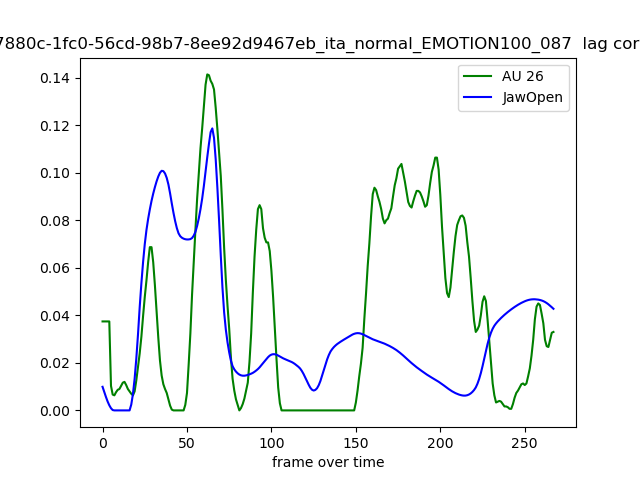 7880c-1fc0-56cd-98b7-8ee92d9467eb_ita_normal_EMOTION100_087 lag cor
AU 26
JawOpen
0.14
0.12
0.10
0.08
0.06
0.04
0.02
0.00
0 50 100 150 200 250
frame over time